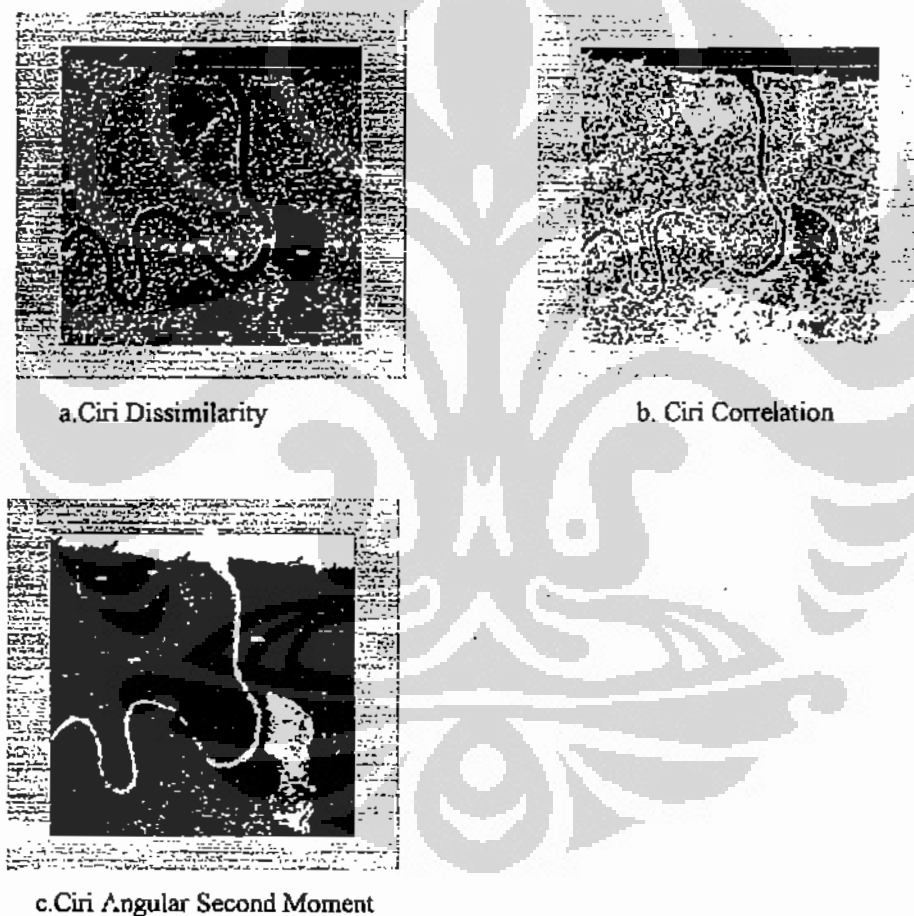 a.Ciri Dissimilarity
b. Ciri Correlation
c.Ciri Angular Second Moment